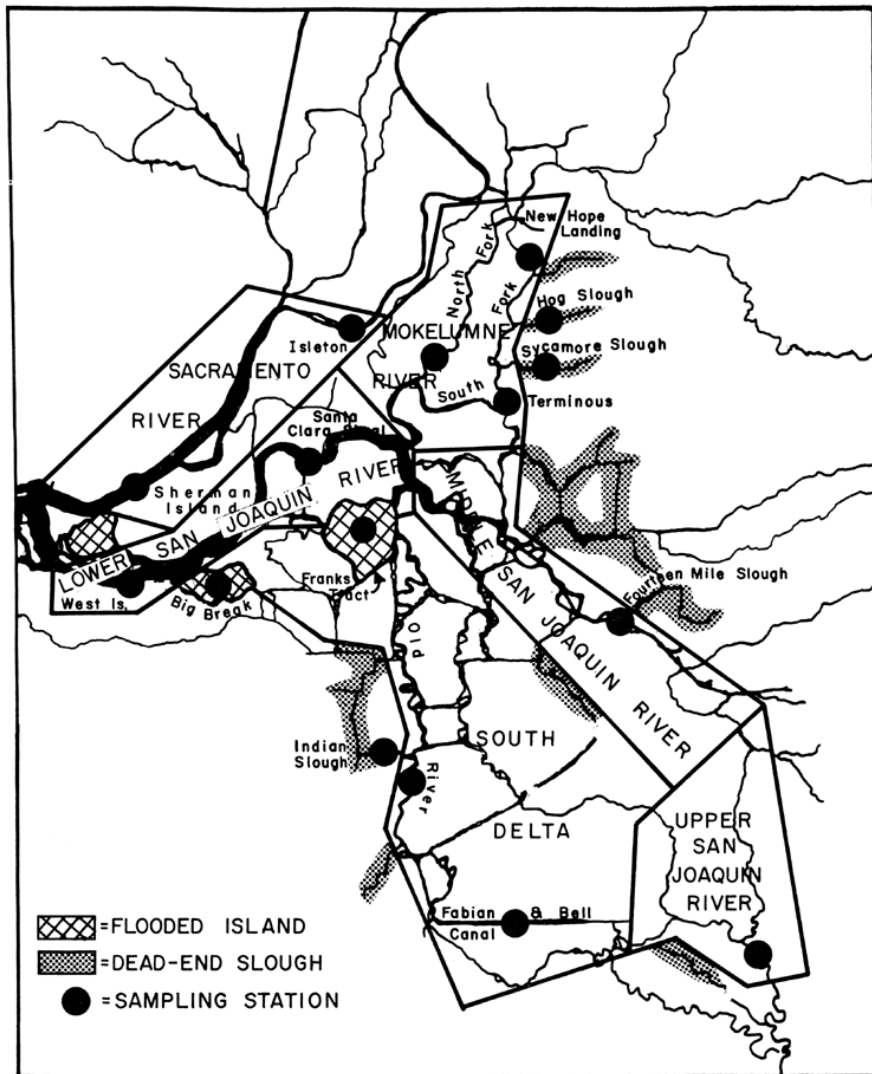 New Hope
Landing
North
Fork
Fork
Hog Slough
MOKELUMNE
Isleton
Sycamore Slough
SACRAMENTO
RIVER
South
RIVER
Santa
Clara
Terminous
Sherman
Island
LOWER SAN JOAQUIN RIVER
MIDDLE SAN JOAQUIN RIVER
Fourteen Mile Slough
Franks
Tract
West Is.
Big Break
Old
River
Indian
Slough
SOUTH
DELTA
UPPER
SAN
JOAQUIN
RIVER
Fabian & Bell
Canal
=FLOODED ISLAND
=DEAD-END SLOUGH
=SAMPLING STATION